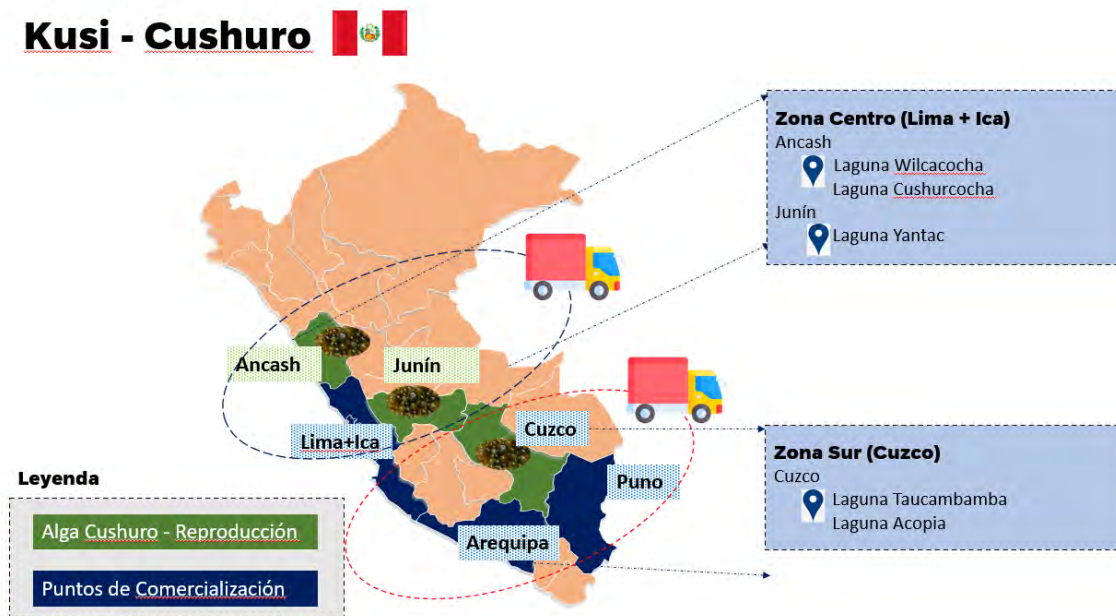 Kusi - Cushuro
Zona Centro (Lima + Ica)
Ancash
Laguna Wilcacocha
Laguna Cushurcocha
Junín
Laguna Yantac
Ancash
Junín
Lima+Ica
Cuzco
Puno
Arequipa
Zona Sur (Cuzco)
Cuzco
Laguna Taucambamba
Laguna Acopia
Leyenda
Alga Cushuro - Reproducción
Puntos de Comercialización